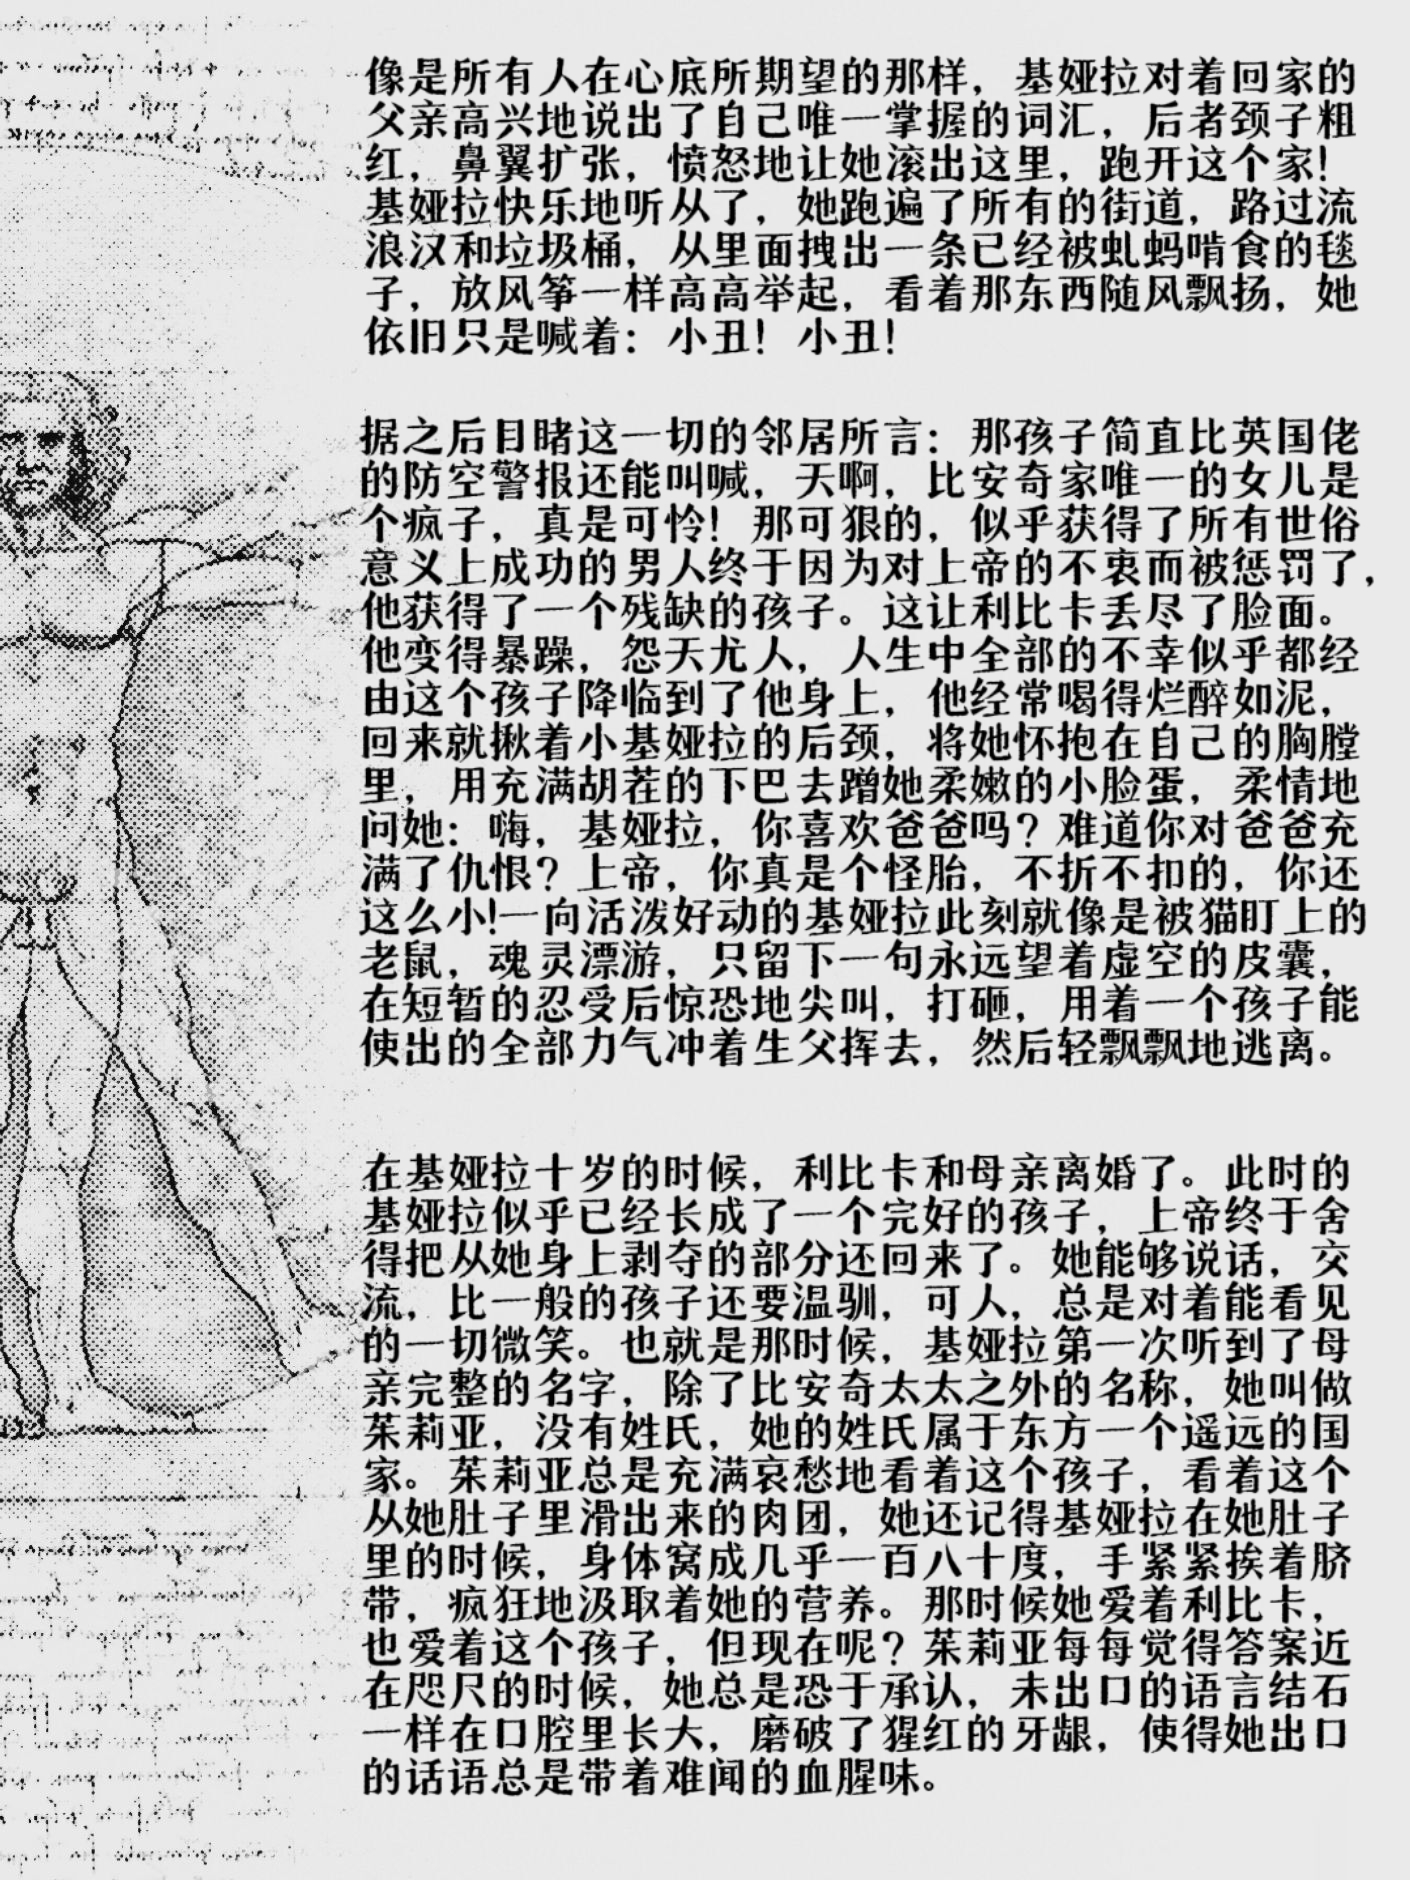 像是所有人在心底所期望的那样，基娅拉对着回家的
父亲高兴地说出了自己唯一掌握的词汇，后者颈子粗
红，鼻翼扩张，愤怒地让她滚出这里，跑开这个家！
基娅拉快乐地听从了，她跑遍了所有的街道，路过流
浪汉和垃圾桶，从里面拽出一条已经被虬蚂啃食的毯
子，放风筝一样高高举起，看着那东西随风飘扬，她
依旧只是喊着：小丑！小丑！
据之后目睹这一切的邻居所言：那孩子简直比英国佬
的防空警报还能叫喊，天啊，比安奇家唯一的女儿是
个疯子，真是可怜！那可狠的，似乎获得了所有世俗
意义上成功的男人终于因为对上帝的不衷而被惩罚了，
他获得了一个残缺的孩子。这让利比卡丢尽了脸面。
他变得暴躁，怨天尤人，人生中全部的不幸似乎都经
由这个孩子降临到了他身上，他经常喝得烂醉如泥，
回来就揪着小基娅拉的后颈，将她怀抱在自己的胸膛
里，用充满胡茬的下巴去蹭她柔嫩的小脸蛋，柔情地
问她：嗨，基娅拉，你喜欢爸爸吗？难道你对爸爸充
满了仇恨？上帝，你真是个怪胎，不折不扣的，你还
这么小!一向活泼好动的基娅拉此刻就像是被猫盯上的
老鼠，魂灵漂游，只留下一句永远望着虚空的皮囊，
在短暂的忍受后惊恐地尖叫，打砸，用着一个孩子能
使出的全部力气冲着生父挥去，然后轻飘飘地逃离。
在基娅拉十岁的时候，利比卡和母亲离婚了。此时的
基娅拉似乎已经长成了一个完好的孩子，上帝终于舍
得把从她身上剥夺的部分还回来了。她能够说话，交
流，比一般的孩子还要温驯，可人，总是对着能看见
的一切微笑。也就是那时候，基娅拉第一次听到了母
亲完整的名字，除了比安奇太太之外的名称，她叫做
茱莉亚，没有姓氏，她的姓氏属于东方一个遥远的国
家。茱莉亚总是充满哀愁地看着这个孩子，看着这个
从她肚子里滑出来的肉团，她还记得基娅拉在她肚子
里的时候，身体窝成几乎一百八十度，手紧紧挨着脐
带，疯狂地汲取着她的营养。那时候她爱着利比卡，
也爱着这个孩子，但现在呢？茱莉亚每每觉得答案近
在咫尺的时候，她总是恐于承认，未出口的语言结石
一样在口腔里长大，磨破了猩红的牙龈，使得她出口
的话语总是带着难闻的血腥味。